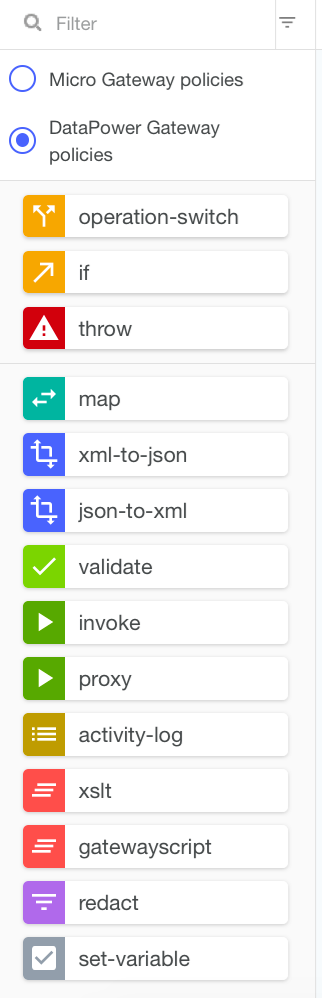 Filter
Micro Gateway policies
DataPower Gateway
policies
operation-switch
if
throw
map
xml-to-json
json-to-xml
validate
invoke
proxy
activity-log
xslt
gatewayscript
redact
set-variable